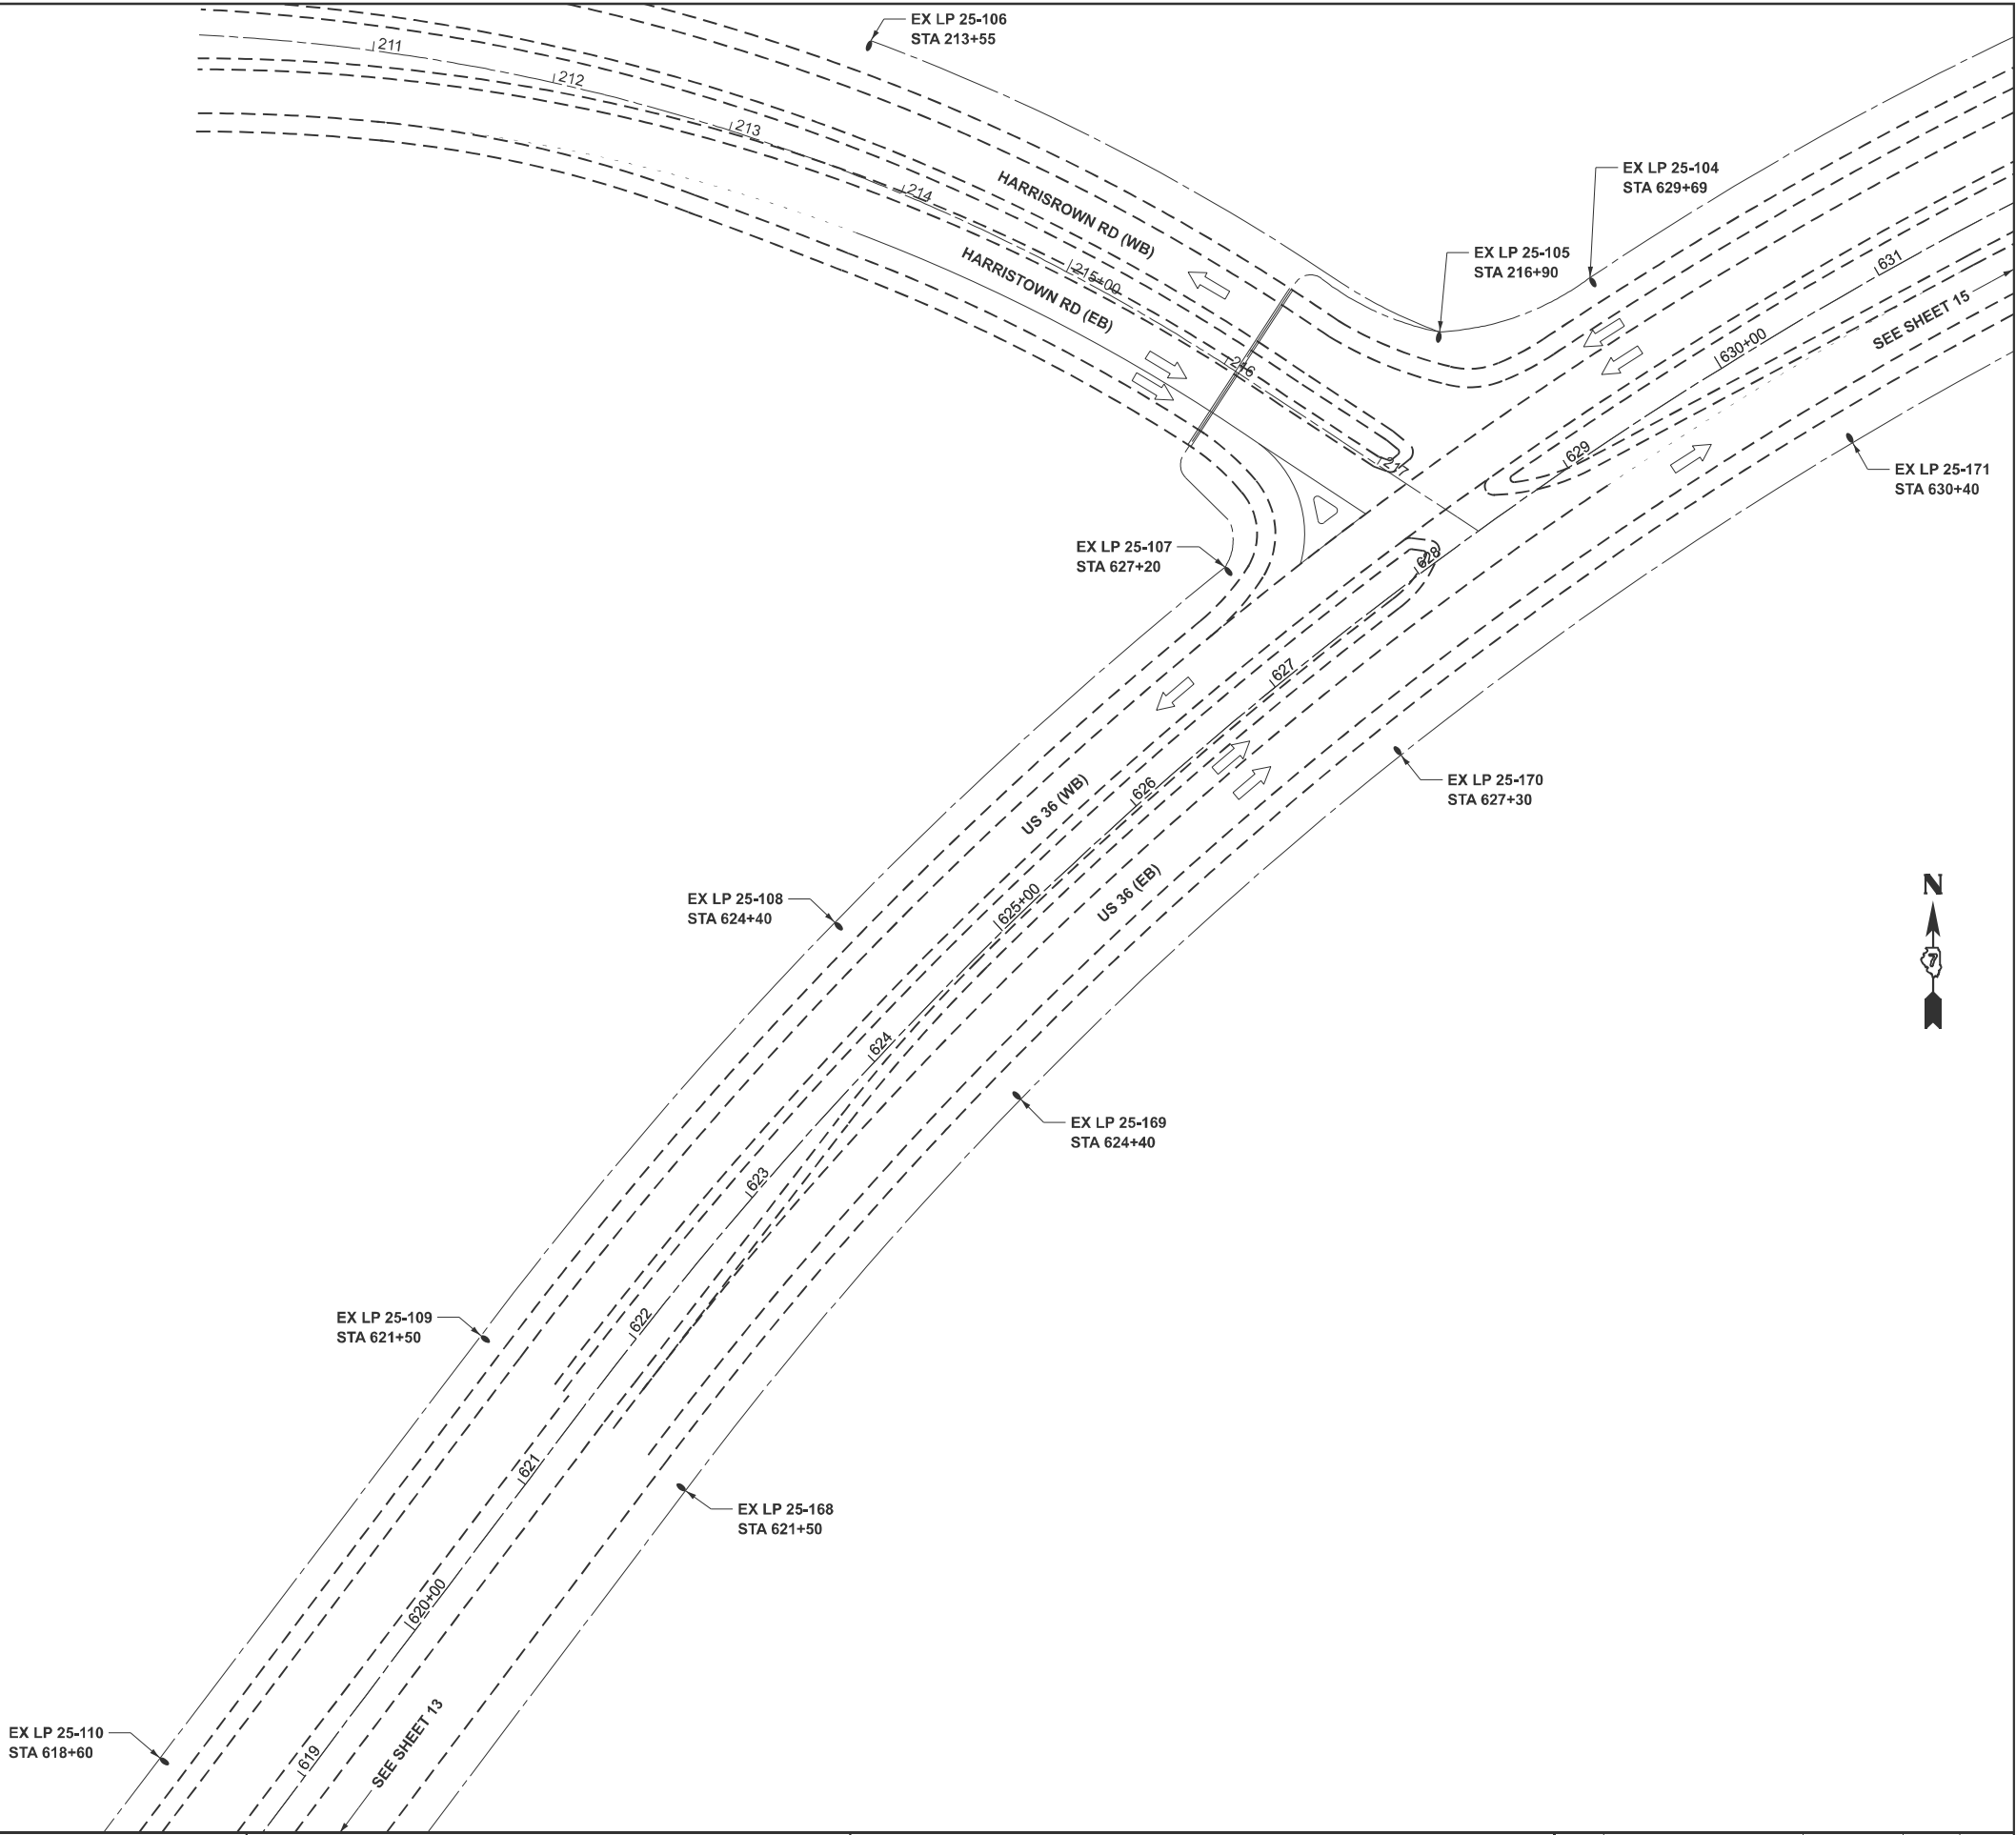 EX LP 25-106
STA 213+55
211
212
213
214
HARRISROWN RD (WB)
EX LP 25-104
STA 629+69
HARRISTOWN RD (EB)
215+00
EX LP 25-105
STA 216+90
631
SEE SHEET 15
630+00
216
217
629
EX LP 25-171
STA 630+40
EX LP 25-107
STA 627+20
628
627
US 36 (WB)
626
EX LP 25-170
STA 627+30
EX LP 25-108
STA 624+40
625+00
US 36 (EB)
N
7
624
EX LP 25-169
STA 624+40
623
EX LP 25-109
STA 621+50
622
621
EX LP 25-168
STA 621+50
620+00
EX LP 25-110
STA 618+60
619
SEE SHEET 13